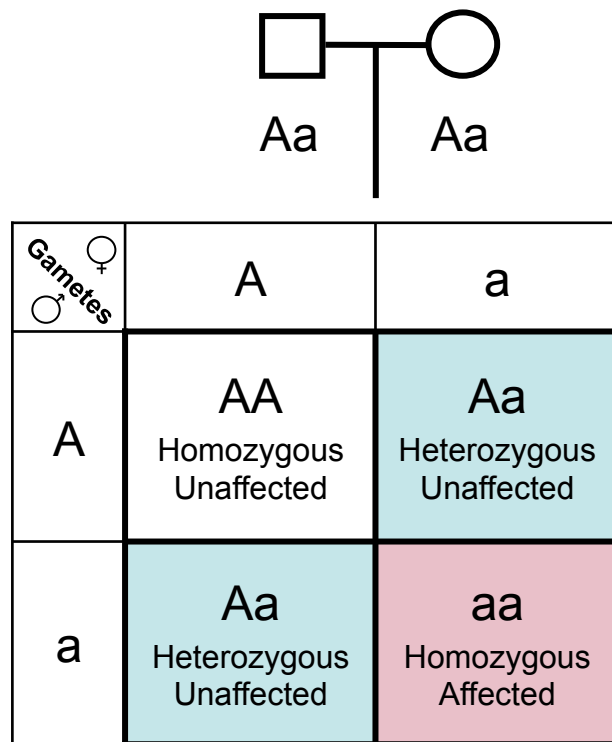 Aa Aa
Gametes ♀ ♂
A a
A
AA
Homozygous
Unaffected
Aa
Heterozygous
Unaffected
a
Aa
Heterozygous
Unaffected
aa
Homozygous
Affected